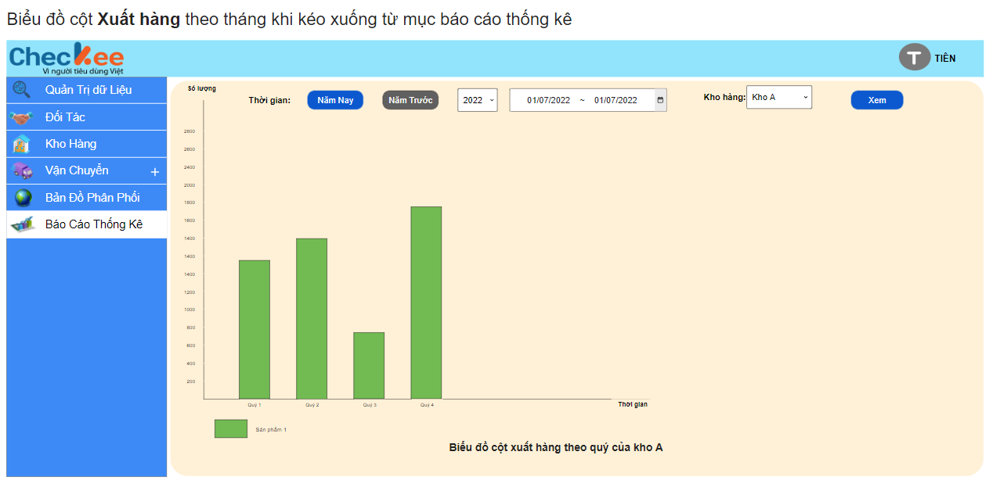 Biểu đồ cột Xuất hàng theo tháng khi kéo xuống từ mục báo cáo thống kê
Checkee
Vì người tiêu dùng Việt
T TIÊN
Quản Trị dữ Liệu
Đối Tác
Kho Hàng
Vận Chuyển +
Bản Đồ Phân Phối
Báo Cáo Thống Kê
Số lượng
Thời gian: Năm Nay Năm Trước 2022 01/07/2022 ~ 01/07/2022 Kho hàng: Kho A Xem
2800
2600
2400
2000
1800
1600
1400
1400
1600
1200
1000
800
600
400
200
Quý 1 Quý 2 Quý 3 Quý 4 Thời gian
Sản phẩm 1
Biểu đồ cột xuất hàng theo quý của kho A